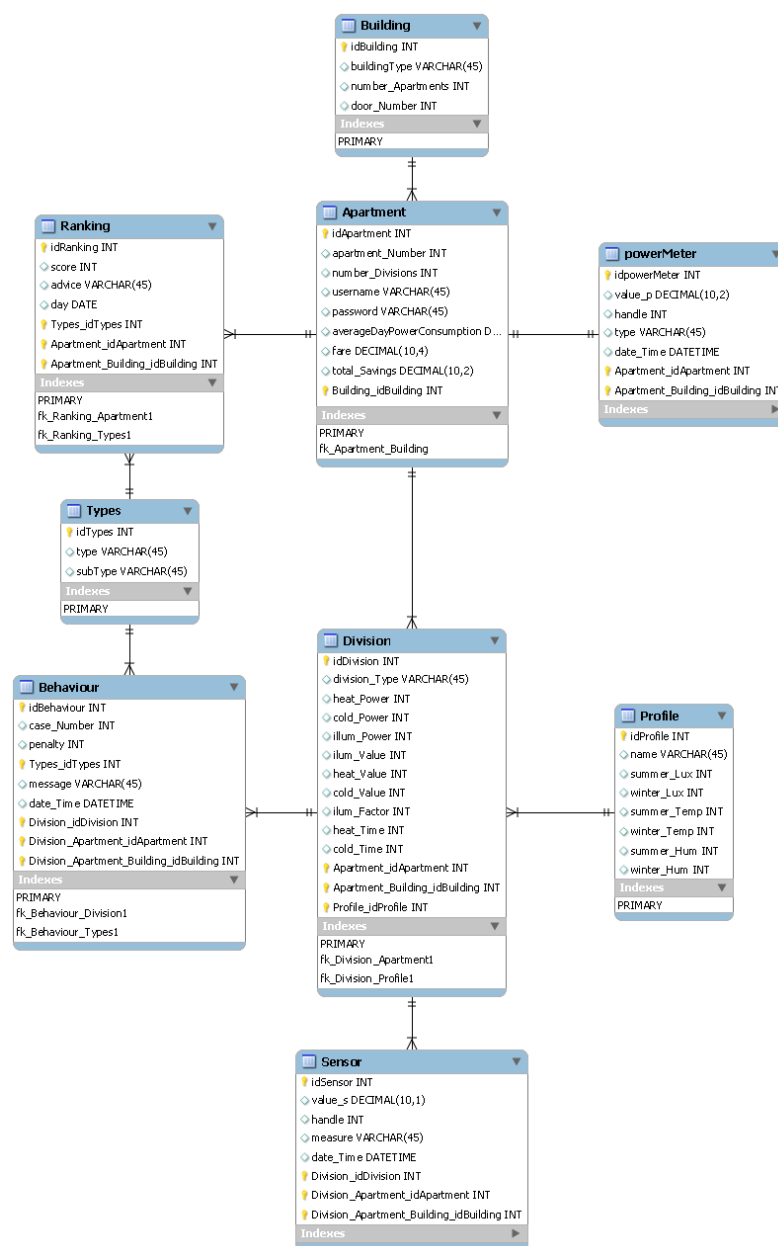 Building
idBuilding INT
buildingType VARCHAR(45)
number_Apartments INT
door_Number INT
Indexes
PRIMARY
Ranking
idRanking INT
score INT
advice VARCHAR(45)
day DATE
Types_idTypes INT
Apartment_idApartment INT
Apartment_Building_idBuilding INT
Indexes
PRIMARY
fk_Ranking_Apartment1
fk_Ranking_Types1
Apartment
idApartment INT
apartment_Number INT
number_Divisions INT
username VARCHAR(45)
password VARCHAR(45)
averageDayPowerConsumption D...
fare DECIMAL(10,4)
total_Savings DECIMAL(10,2)
Building_idBuilding INT
Indexes
PRIMARY
fk_Apartment_Building
powerMeter
idpowerMeter INT
value_p DECIMAL(10,2)
handle INT
type VARCHAR(45)
date_Time DATETIME
Apartment_idApartment INT
Apartment_Building_idBuilding INT
Indexes
Types
idTypes INT
type VARCHAR(45)
subType VARCHAR(45)
Indexes
PRIMARY
Behaviour
idBehaviour INT
case_Number INT
penalty INT
Types_idTypes INT
message VARCHAR(45)
date_Time DATETIME
Division_idDivision INT
Division_Apartment_idApartment INT
Division_Apartment_Building_idBuilding INT
Indexes
PRIMARY
fk_Behaviour_Division1
fk_Behaviour_Types1
Division
idDivision INT
division_Type VARCHAR(45)
heat_Power INT
cold_Power INT
illum_Power INT
ilum_Value INT
heat_Value INT
cold_Value INT
ilum_Factor INT
heat_Time INT
cold_Time INT
Apartment_idApartment INT
Apartment_Building_idBuilding INT
Profile_idProfile INT
Indexes
PRIMARY
fk_Division_Apartment1
fk_Division_Profile1
Profile
idProfile INT
name VARCHAR(45)
summer_Lux INT
winter_Lux INT
summer_Temp INT
winter_Temp INT
summer_Hum INT
winter_Hum INT
Indexes
PRIMARY
Sensor
idSensor INT
value_s DECIMAL(10,1)
handle INT
measure VARCHAR(45)
date_Time DATETIME
Division_idDivision INT
Division_Apartment_idApartment INT
Division_Apartment_Building_idBuilding INT
Indexes